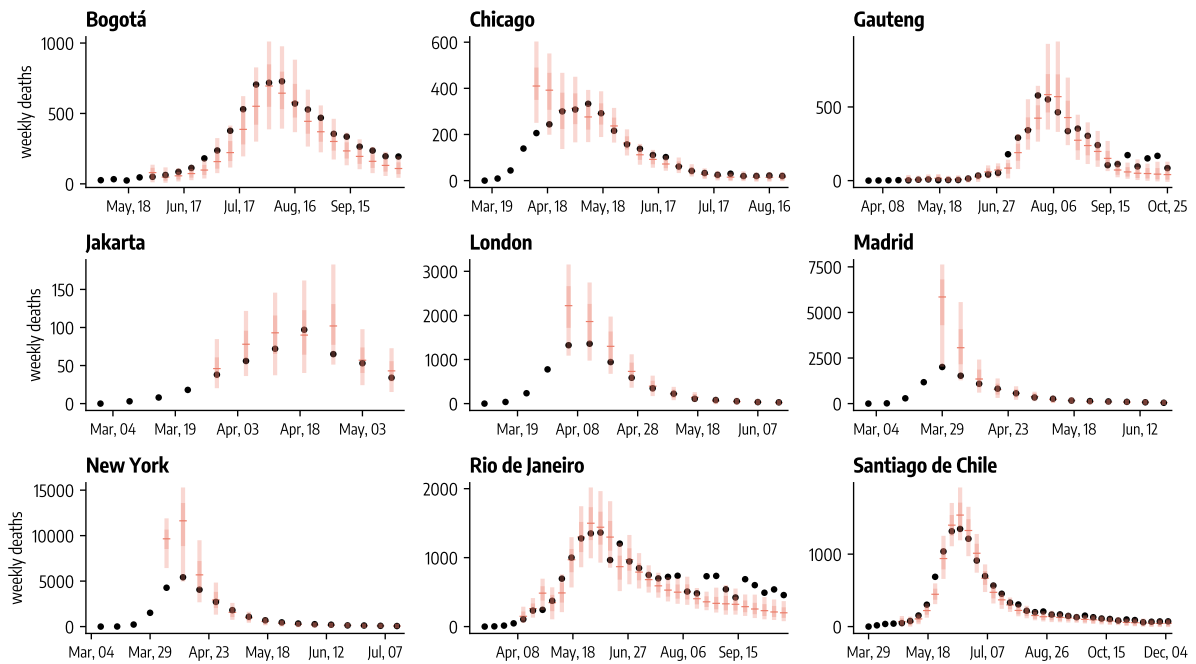 Bogotá
Chicago
Gauteng
weekly deaths
1000
500
0
May, 18 Jun, 17 Jul, 17 Aug, 16 Sep, 15
600
400
200
0
Mar, 19 Apr, 18 May, 18 Jun, 17 Jul, 17 Aug, 16
500
0
Apr, 08 May, 18 Jun, 27 Aug, 06 Sep, 15 Oct, 25
Jakarta
London
Madrid
weekly deaths
150
100
50
0
Mar, 04 Mar, 19 Apr, 03 Apr, 18 May, 03
3000
2000
1000
0
Mar, 19 Apr, 08 Apr, 28 May, 18 Jun, 07
7500
5000
2500
0
Mar, 04 Mar, 29 Apr, 23 May, 18 Jun, 12
New York
Rio de Janeiro
Santiago de Chile
weekly deaths
15000
10000
5000
0
Mar, 04 Mar, 29 Apr, 23 May, 18 Jun, 12 Jul, 07
2000
1000
0
Apr, 08 May, 18 Jun, 27 Aug, 06 Sep, 15
1000
0
Mar, 29 May, 18 Jul, 07 Aug, 26 Oct, 15 Dec, 04